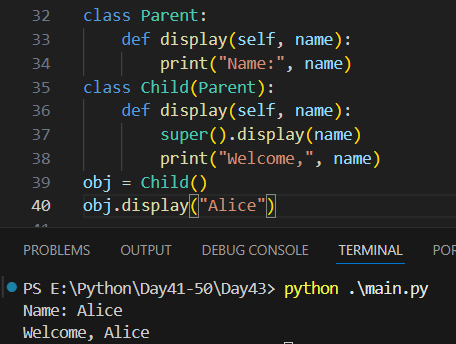 32 class Parent:
33     def display(self, name):
34         print("Name:", name)
35 class Child(Parent):
36     def display(self, name):
37         super().display(name)
38         print("Welcome,", name)
39 obj = Child()
40 obj.display("Alice")
PROBLEMS OUTPUT DEBUG CONSOLE TERMINAL POR
PS E:\Python\Day41-50\Day43> python .\main.py
Name: Alice
Welcome, Alice